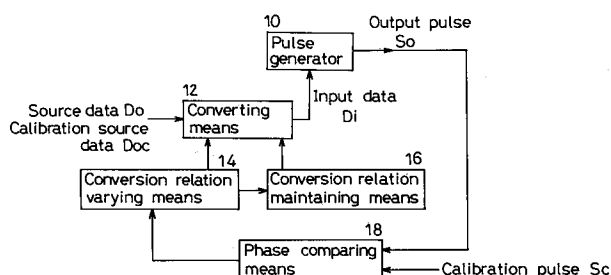 10
Output pulse
So
Pulse
generator
12
Input data
Di
Source data Do
Calibration source
data Doc
Converting
means
14
16
Conversion relation
varying means
Conversion relation
maintaining means
18
Phase comparing
means
Calibration pulse Sc